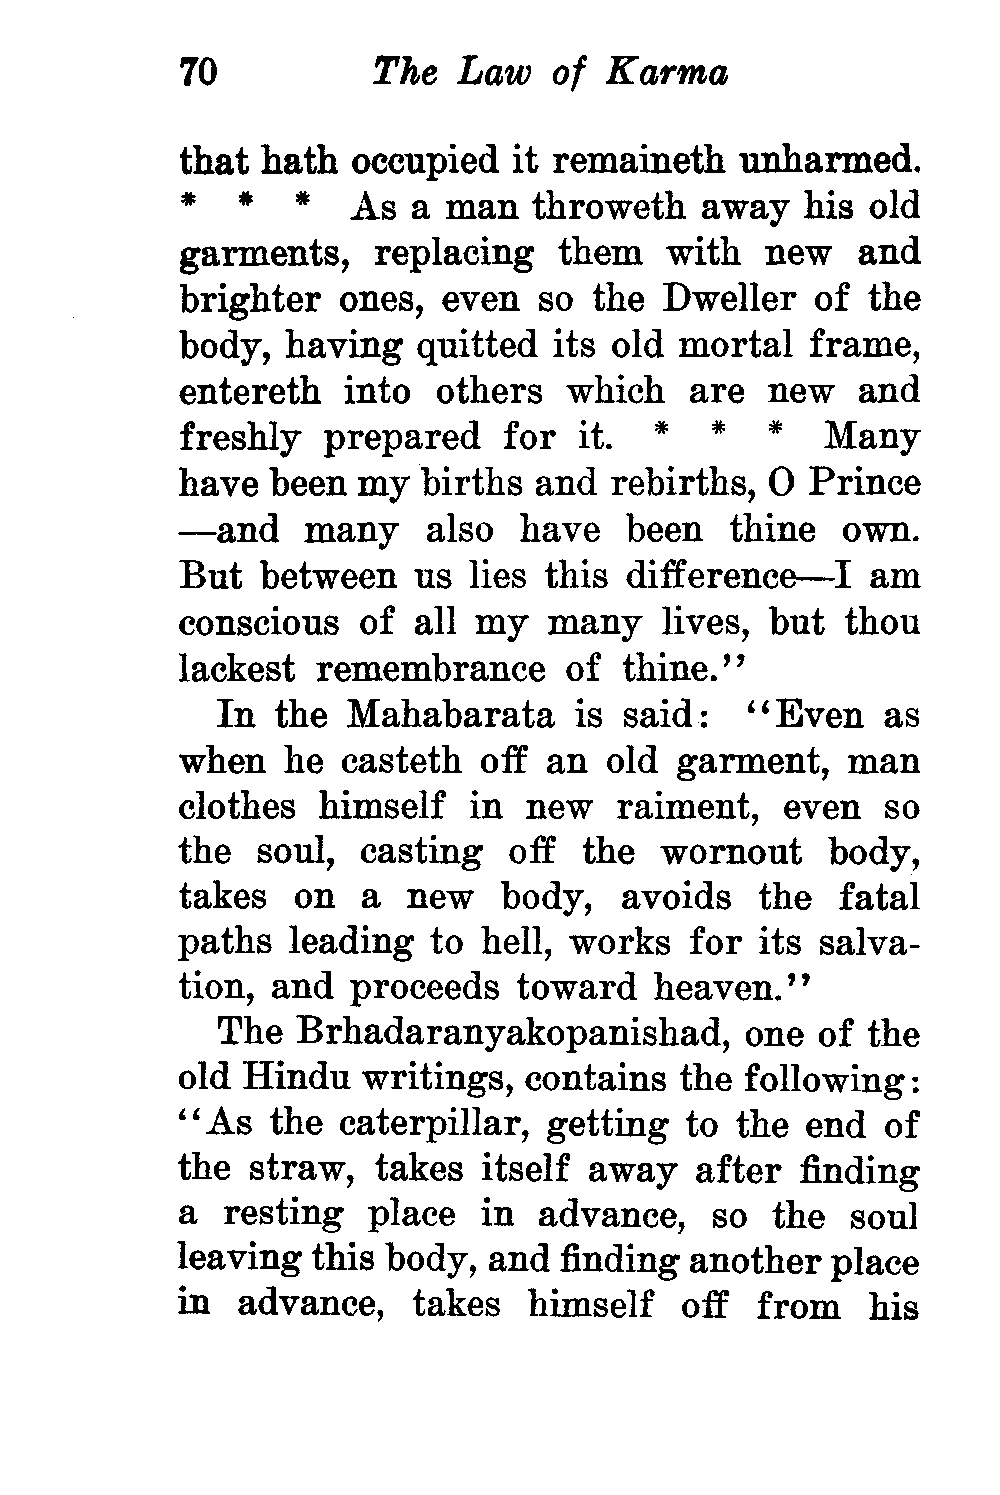 70 The Law of Karma
that hath occupied it remaineth unharmed.
* * * As a man throweth away his old
garments, replacing them with new and
brighter ones, even so the Dweller of the
body, having quitted its old mortal frame,
entereth into others which are new and
freshly prepared for it. * * * Many
have been my births and rebirths, O Prince
—and many also have been thine own.
But between us lies this difference—I am
conscious of all my many lives, but thou
lackest remembrance of thine.''
In the Mahabarata is said: ‘‘Even as
when he casteth off an old garment, man
clothes himself in new raiment, even so
the soul, casting off the wornout body,
takes on a new body, avoids the fatal
paths leading to hell, works for its salva-
tion, and proceeds toward heaven.’’
The Brhadaranyakopanishad, one of the
old Hindu writings, contains the following:
‘‘As the caterpillar, getting to the end of
the straw, takes itself away after finding
a resting place in advance, so the soul
leaving this body, and finding another place
in advance, takes himself off from his